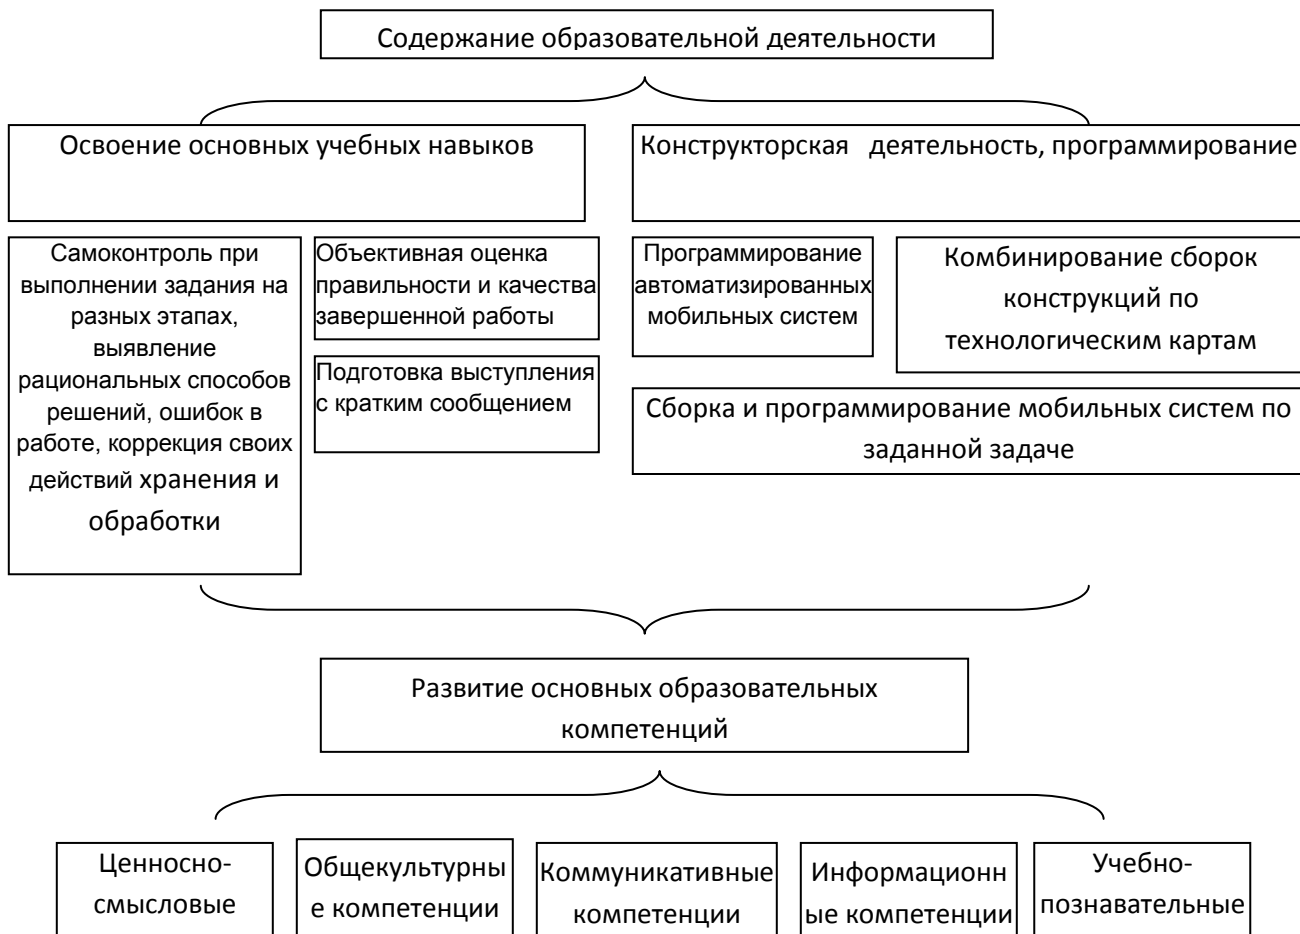 Содержание образовательной деятельности
Освоение основных учебных навыков
Конструкторская деятельность, программирование
Самоконтроль при
выполнении задания на
разных этапах,
выявление
рациональных способов
решений, ошибок в
работе, коррекция своих
действий хранения и
обработки
Объективная оценка
правильности и качества
завершенной работы
Подготовка выступления
с кратким сообщением
Программирование
автоматизированных
мобильных систем
Комбинирование сборок
конструкций по
технологическим картам
Сборка и программирование мобильных систем по
заданной задаче
Развитие основных образовательных
компетенций
Ценносно-
смысловые
Общекультурны
е компетенции
Коммуникативные
компетенции
Информационн
ые компетенции
Учебно-
познавательные